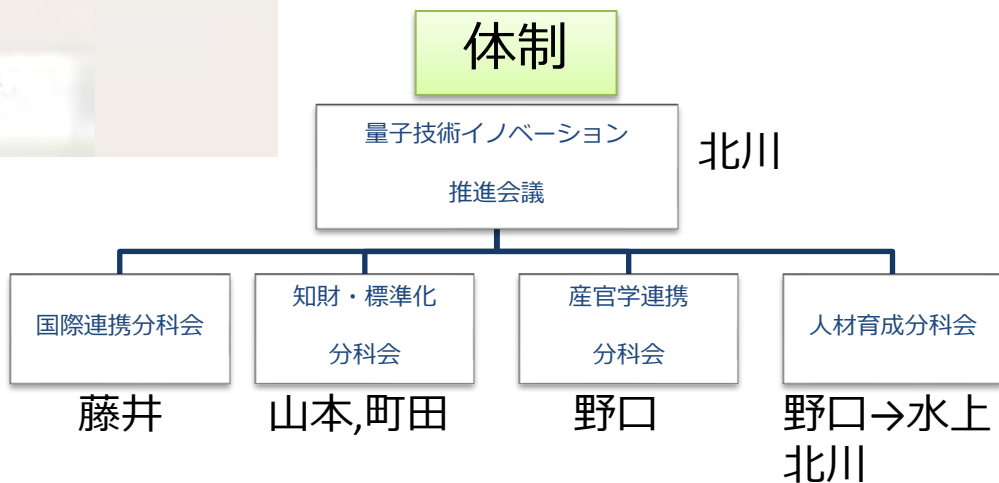 体制
量子技術イノベーション
推進会議
北川
国際連携分科会
知財・標準化
分科会
産官学連携
分科会
人材育成分科会
藤井
山本,町田
野口
野口→水上
北川